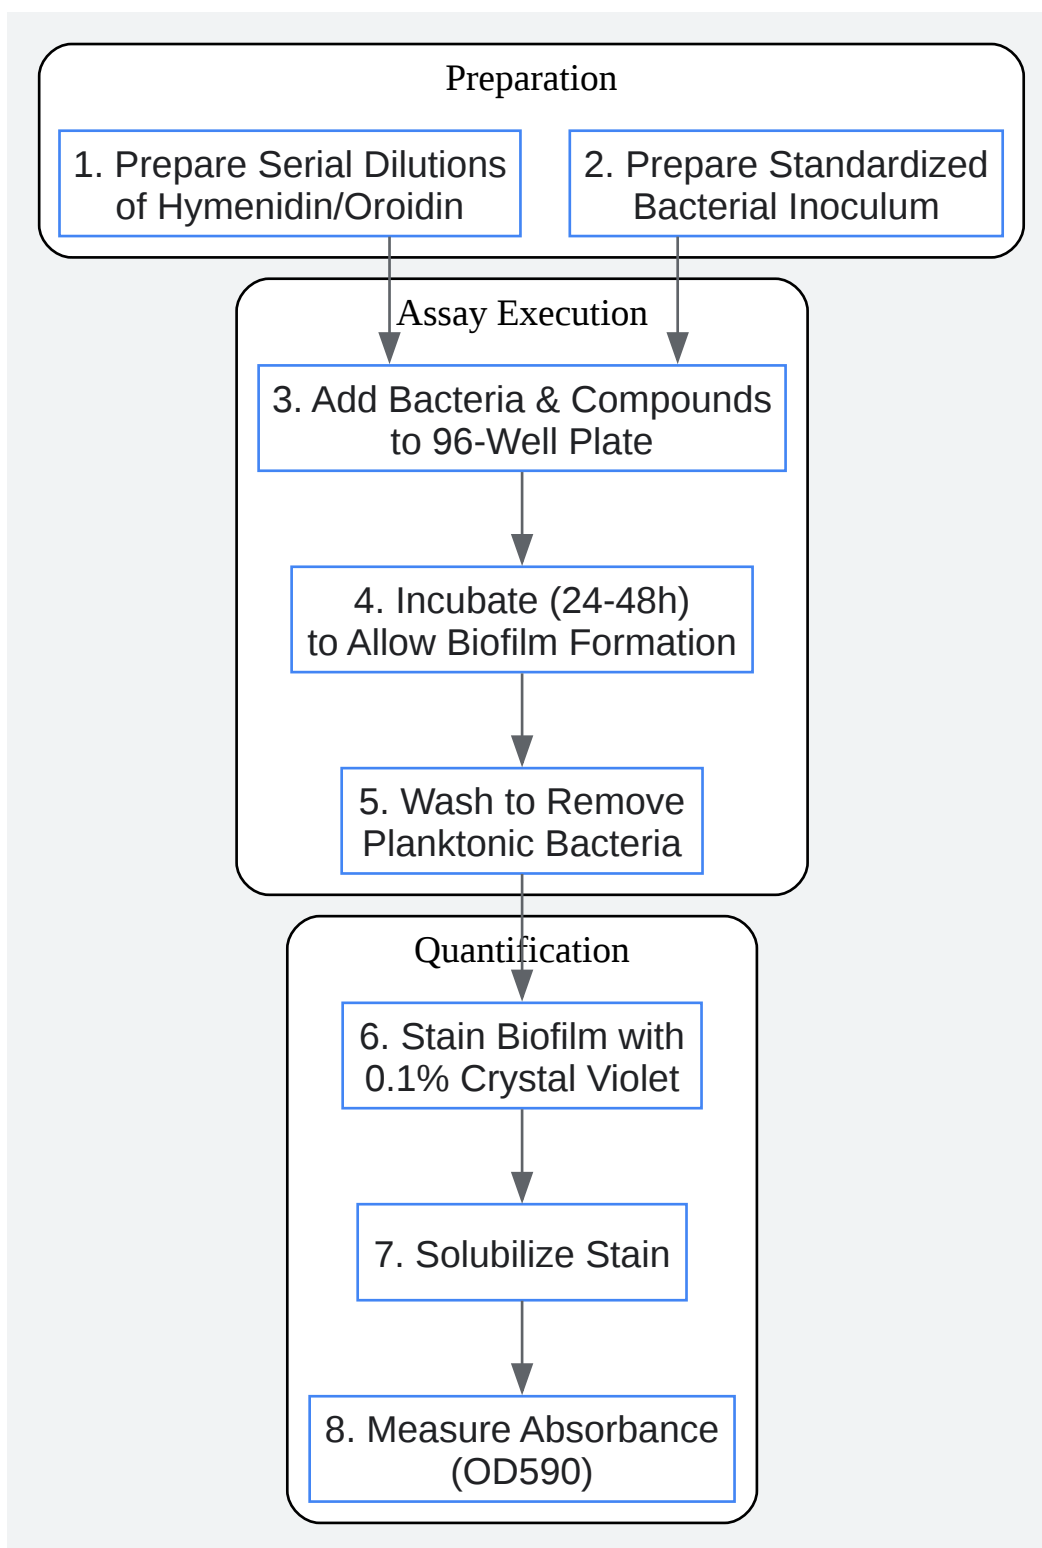 Preparation
1. Prepare Serial Dilutions
of Hymenidin/Oroidin
2. Prepare Standardized
Bacterial Inoculum
Assay Execution
3. Add Bacteria & Compounds
to 96-Well Plate
4. Incubate (24-48h)
to Allow Biofilm Formation
5. Wash to Remove
Planktonic Bacteria
Quantification
6. Stain Biofilm with
0.1% Crystal Violet
7. Solubilize Stain
8. Measure Absorbance
(OD590)